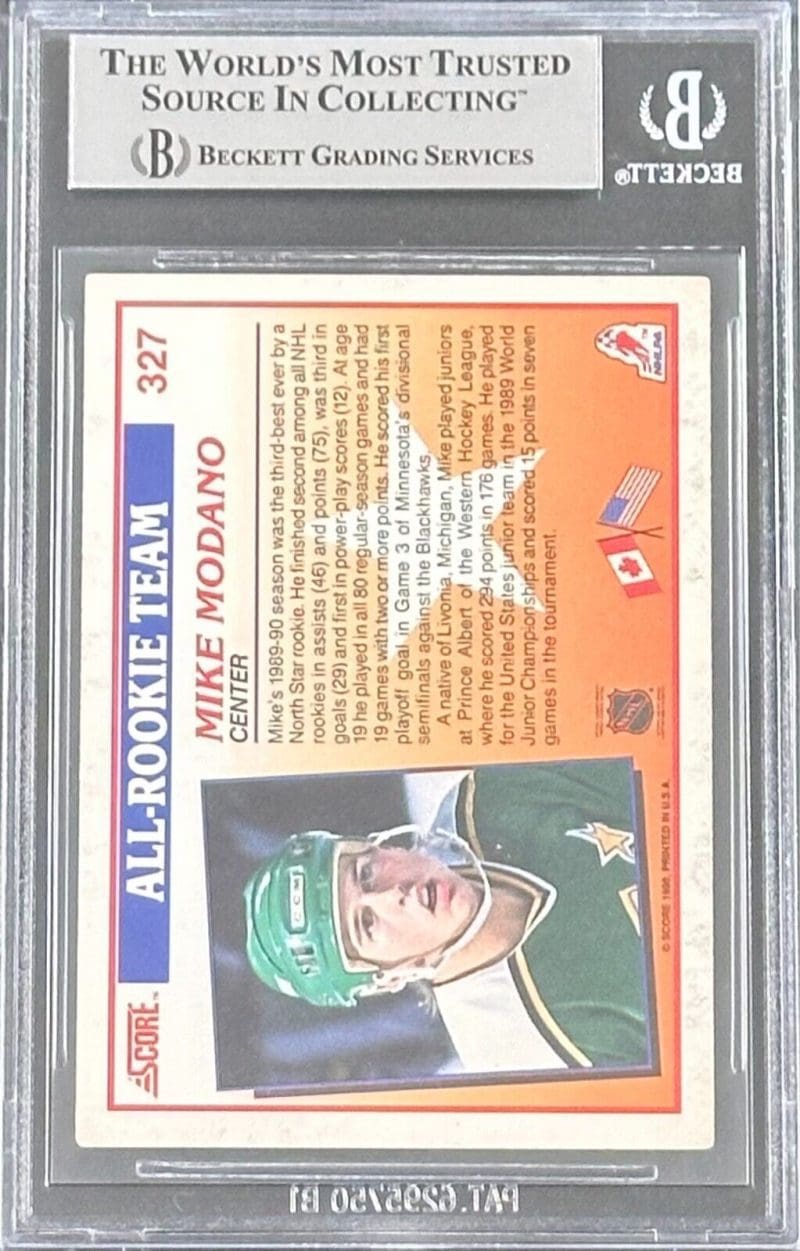 THE WORLD'S MOST TRUSTED
SOURCE IN COLLECTING™
B BECKETT GRADING SERVICES
B
BECKETT®
SCORE™ ALL-ROOKIE TEAM 327
MIKE MODANO
CENTER
Mike's 1989-90 season was the third-best ever by a
North Star rookie. He finished second among all NHL
rookies in assists (46) and points (75), was third in
goals (29) and first in power-play scores (12). At age
19 he played in all 80 regular-season games and had
19 games with two or more points. He scored his first
playoff goal in Game 3 of Minnesota's divisional
semifinals against the Blackhawks.
A native of Livonia, Michigan, Mike played juniors
at Prince Albert of the Western Hockey League,
where he scored 294 points in 176 games. He played
for the United States junior team in the 1989 World
Junior Championships and scored 15 points in seven
games in the tournament.
CCM
NHL
NHLPA
© SCORE 1990, PRINTED IN U.S.A.